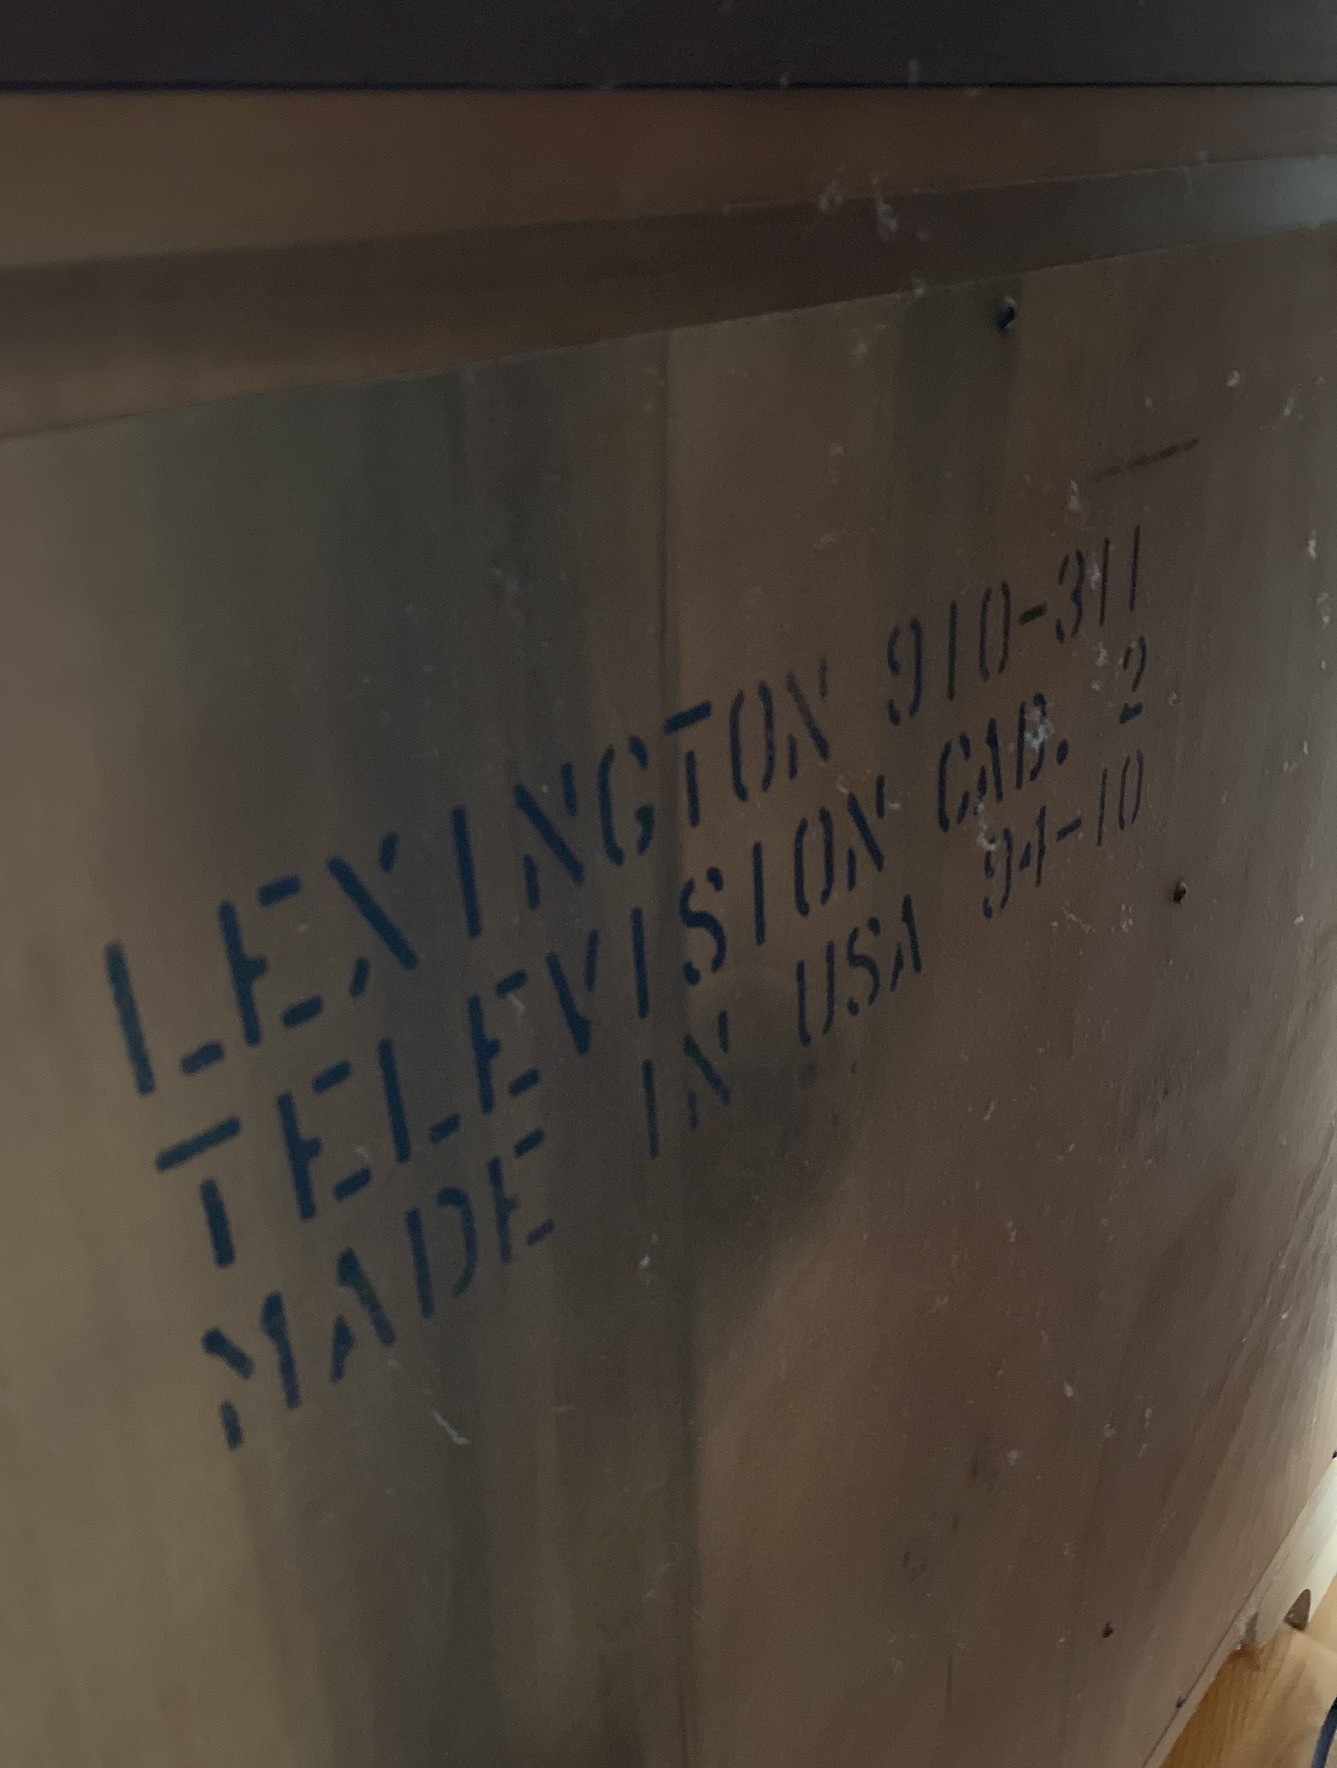 LEXINGTON 910-311
TELEVISION CAB. 2
MADE IN USA 94-10